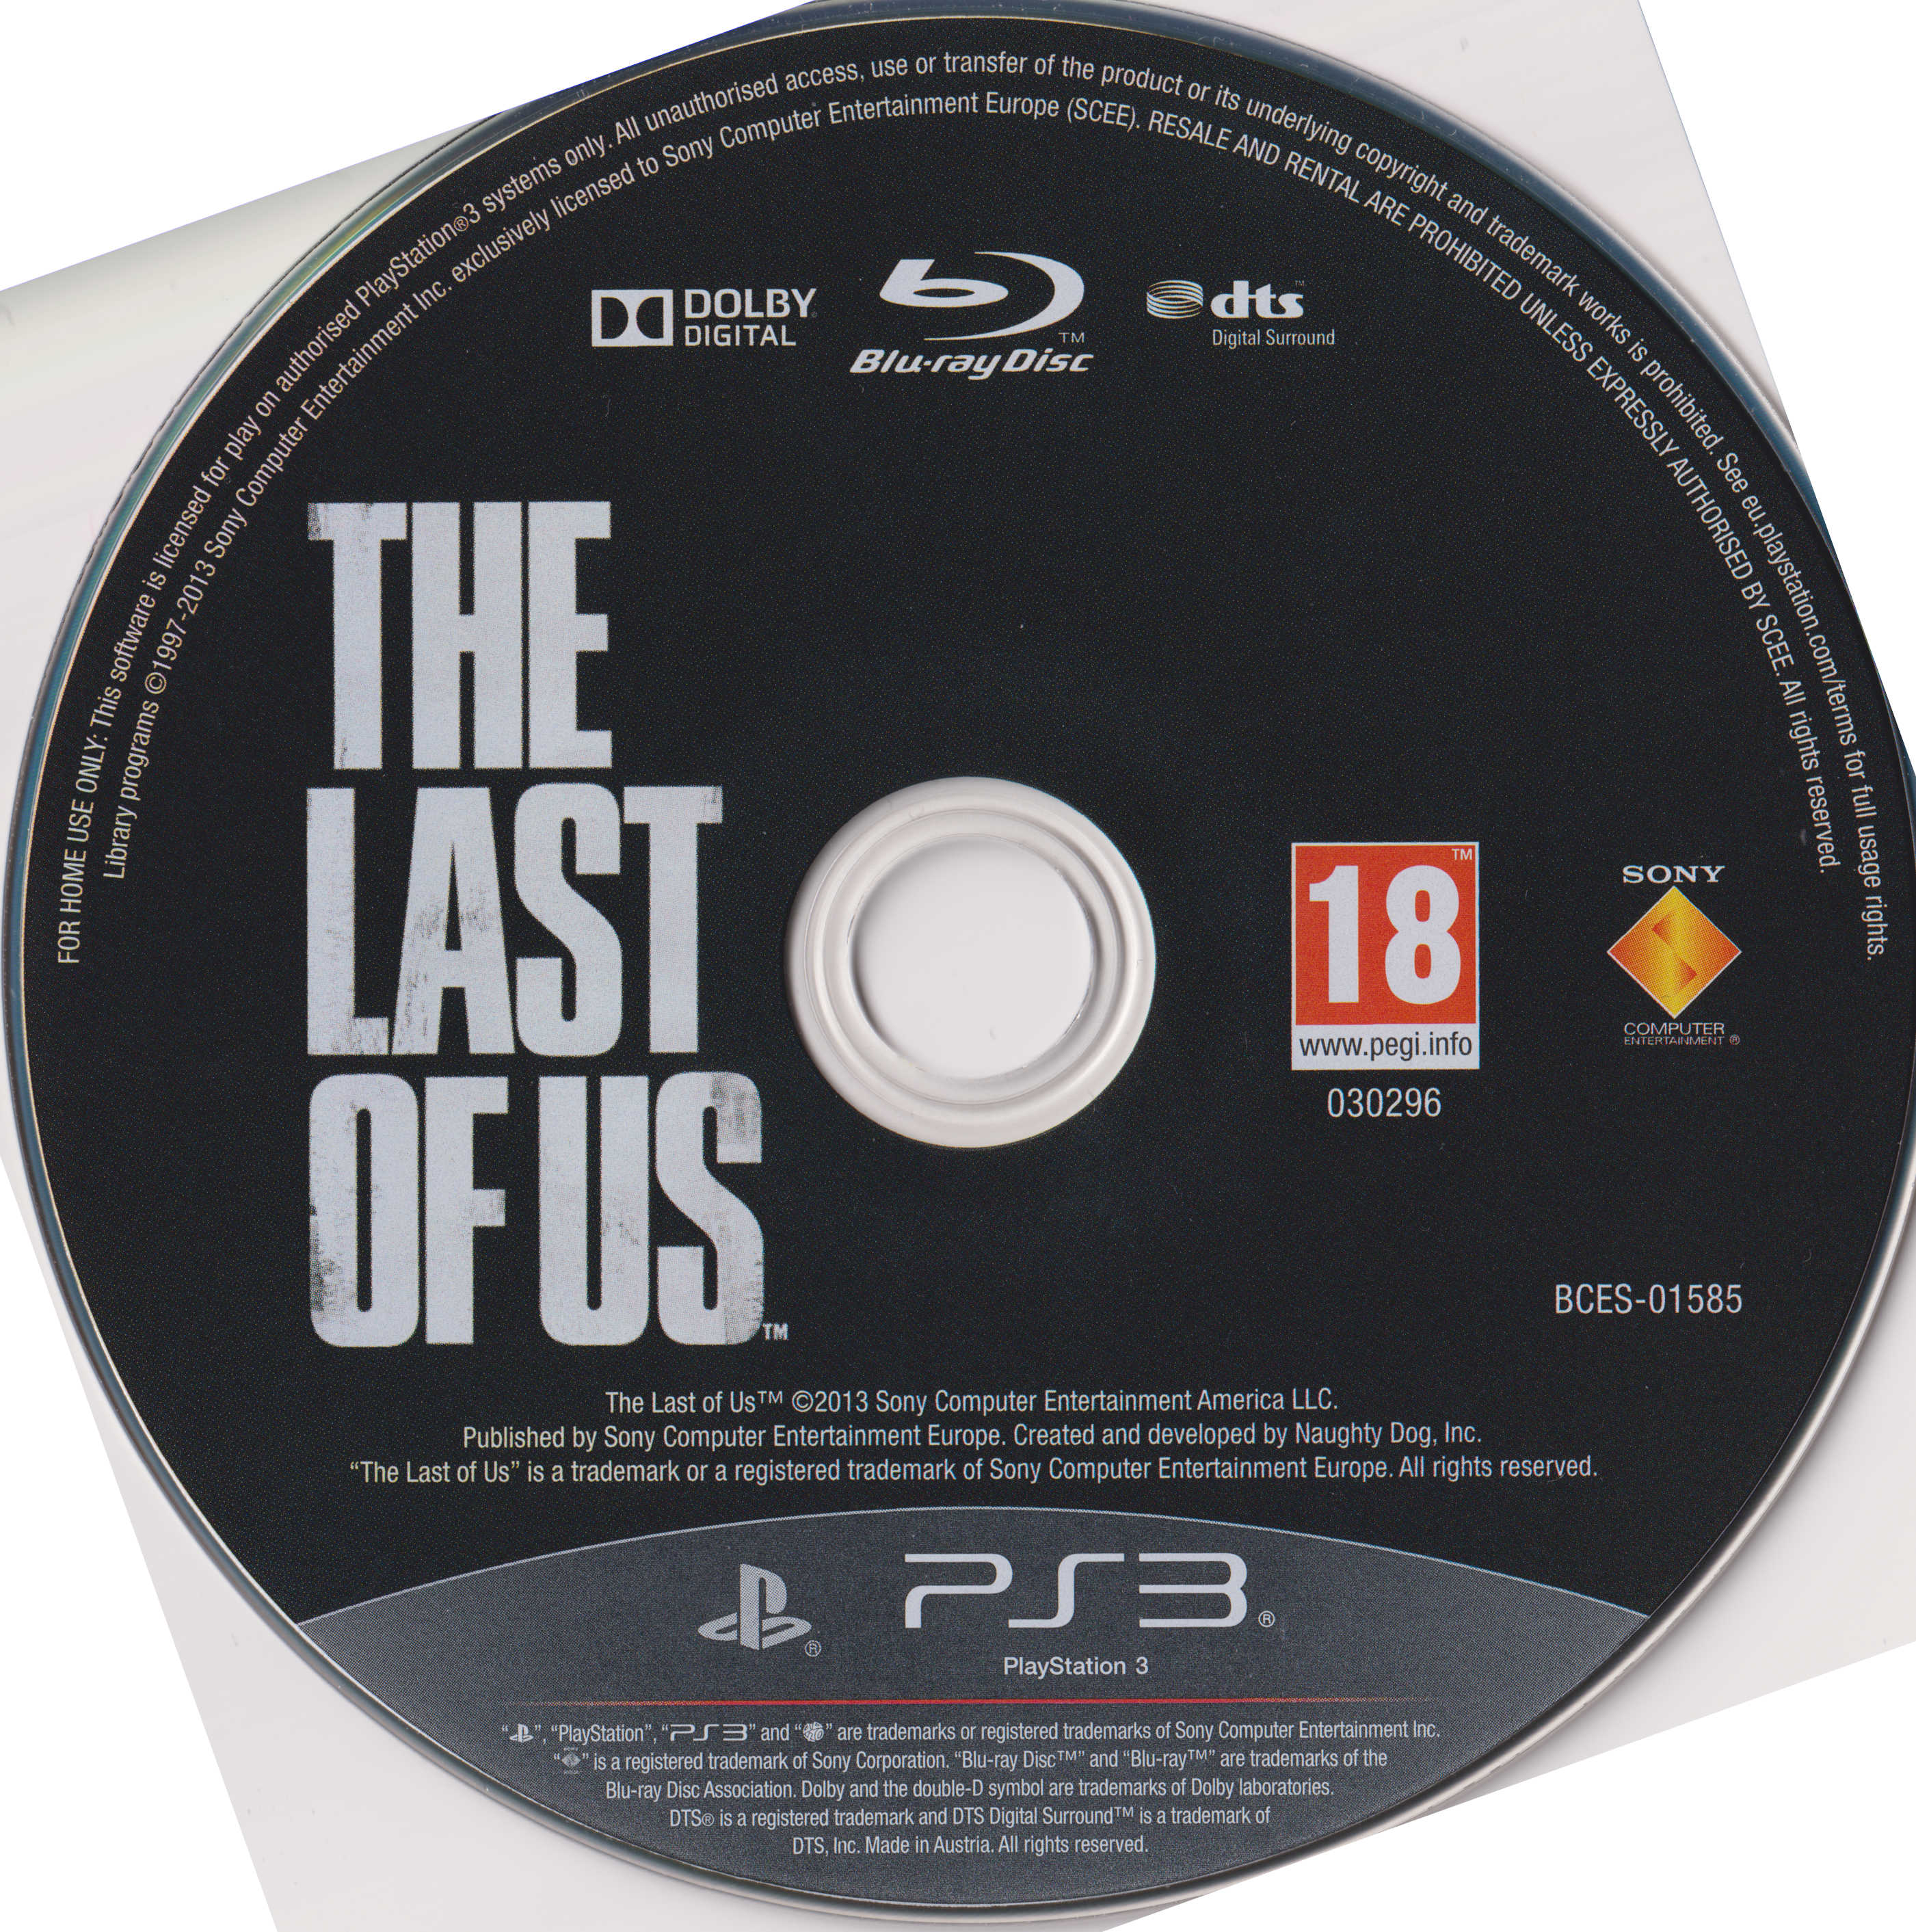 FOR HOME USE ONLY: This software is licensed for play on authorised PlayStation®3 systems only. All unauthorised access, use or transfer of the product or its underlying copyright and trademark works is prohibited. See eu.playstation.com/terms for full usage rights.
Library programs ©1997-2013 Sony Computer Entertainment Inc. exclusively licensed to Sony Computer Entertainment Europe (SCEE). RESALE AND RENTAL ARE PROHIBITED UNLESS EXPRESSLY AUTHORISED BY SCEE. All rights reserved.
DOLBY
DIGITAL
Blu-ray Disc™
dts™
Digital Surround
THE
LAST
OF US™
18™
www.pegi.info
030296
SONY
COMPUTER
ENTERTAINMENT ®
BCES-01585
The Last of Us™ ©2013 Sony Computer Entertainment America LLC.
Published by Sony Computer Entertainment Europe. Created and developed by Naughty Dog, Inc.
“The Last of Us” is a trademark or a registered trademark of Sony Computer Entertainment Europe. All rights reserved.
® PS3®
PlayStation 3
“ ”, “PlayStation”, “PS3” and “ ” are trademarks or registered trademarks of Sony Computer Entertainment Inc.
“ ” is a registered trademark of Sony Corporation. “Blu-ray Disc™” and “Blu-ray™” are trademarks of the
Blu-ray Disc Association. Dolby and the double-D symbol are trademarks of Dolby laboratories.
DTS® is a registered trademark and DTS Digital Surround™ is a trademark of
DTS, Inc. Made in Austria. All rights reserved.